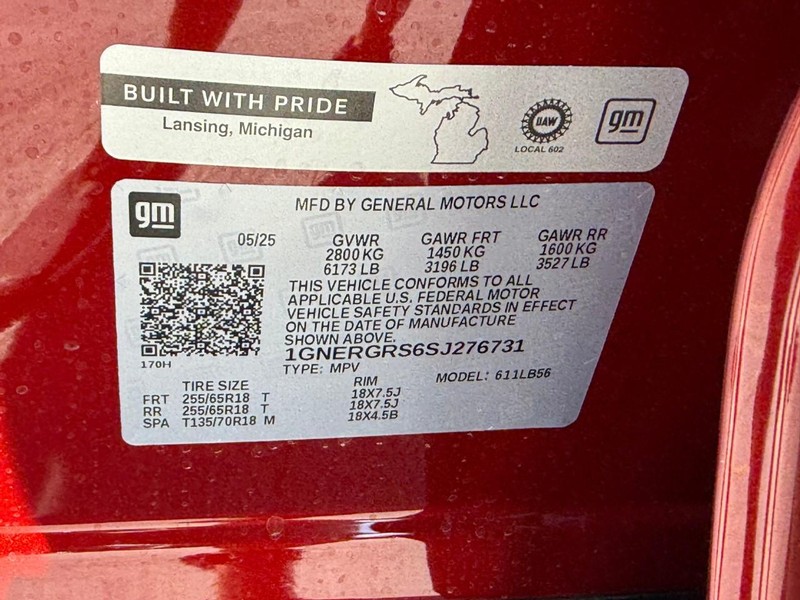 BUILT WITH PRIDE
Lansing, Michigan
UAW
LOCAL 602
gm
gm
MFD BY GENERAL MOTORS LLC
05/25 GVWR GAWR FRT GAWR RR
2800 KG 1450 KG 1600 KG
6173 LB 3196 LB 3527 LB
THIS VEHICLE CONFORMS TO ALL
APPLICABLE U.S. FEDERAL MOTOR
VEHICLE SAFETY STANDARDS IN EFFECT
ON THE DATE OF MANUFACTURE
SHOWN ABOVE.
1GNERGRS6SJ276731
170H
TYPE: MPV MODEL: 611LB56
TIRE SIZE RIM
FRT 255/65R18 T 18X7.5J
RR 255/65R18 T 18X7.5J
SPA T135/70R18 M 18X4.5B